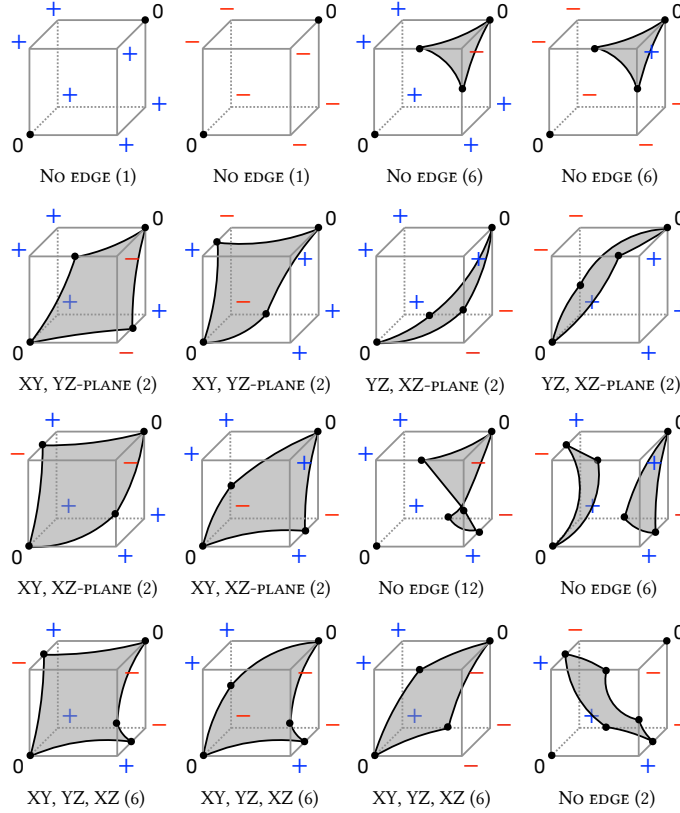 0 0 0 0
+ + − − + − − −
+ − + −
+ + − − + + − −
0 + 0 − 0 + 0 −
NO EDGE (1) NO EDGE (1) NO EDGE (6) NO EDGE (6)
+ 0 − 0 + 0 + 0
+ − + + + + − +
+ + − + + − + +
0 − 0 + 0 − 0 +
XY, YZ-PLANE (2) XY, YZ-PLANE (2) YZ, XZ-PLANE (2) YZ, XZ-PLANE (2)
+ 0 + 0 + 0 − 0
− − + + + − − +
+ + − − + − + −
0 + 0 + 0 + 0 +
XY, XZ-PLANE (2) XY, XZ-PLANE (2) NO EDGE (12) NO EDGE (6)
+ 0 + 0 + 0 − 0
− − + − + − + −
+ − − − + − + −
0 + 0 + 0 − 0 +
XY, YZ, XZ (6) XY, YZ, XZ (6) XY, YZ, XZ (6) NO EDGE (2)